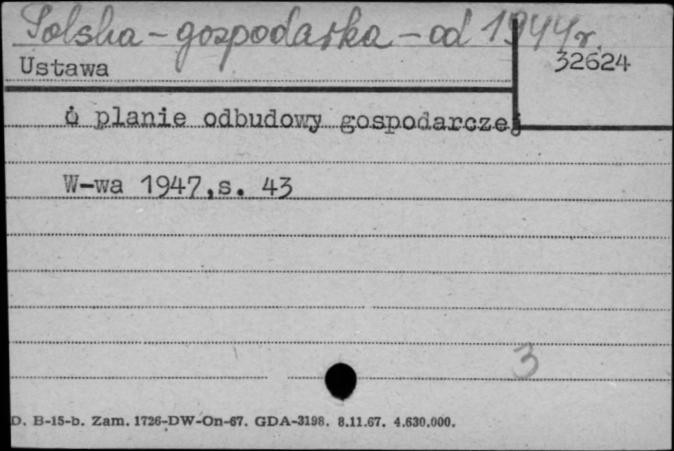 Polska - gospodarka - od 1944 r.
Ustawa
32624
o planie odbudowy gospodarczej
W-wa 1947,s. 43
3
D. B-15-b. Zam. 1726-DW-On-67. GDA-3198. 8.11.67. 4.630.000.